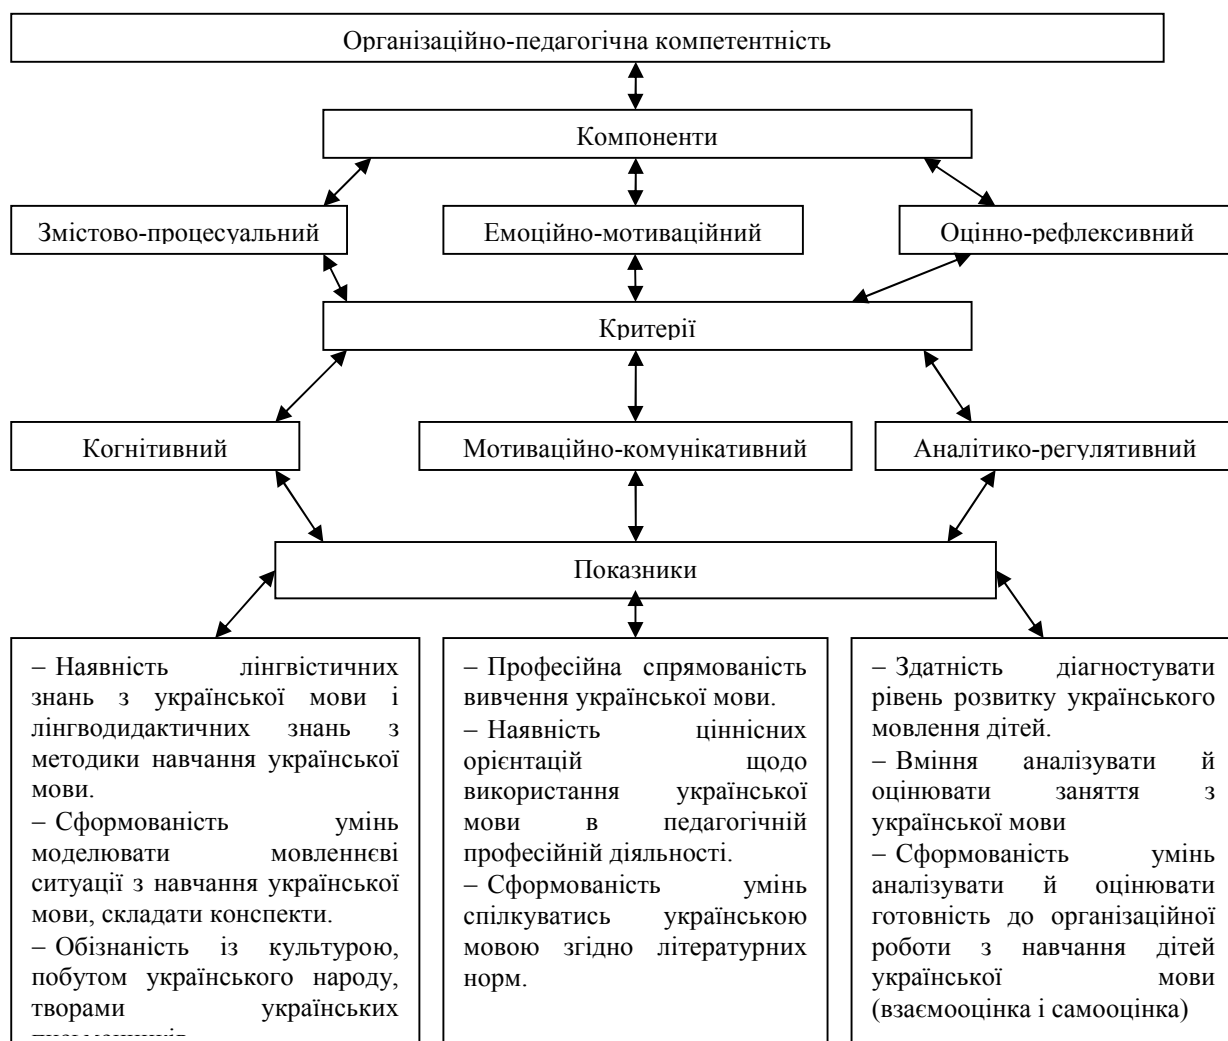 Організаційно-педагогічна компетентність
Компоненти
Змістово-процесуальний
Емоційно-мотиваційний
Оцінно-рефлексивний
Критерії
Когнітивний
Мотиваційно-комунікативний
Аналітико-регулятивний
Показники
– Наявність лінгвістичних
знань з української мови і
лінгводидактичних знань з
методики навчання української
мови.
– Сформованість умінь
моделювати мовленнєві
ситуації з навчання української
мови, складати конспекти.
– Обізнаність із культурою,
побутом українського народу,
творами українських
– Професійна спрямованість
вивчення української мови.
– Наявність ціннісних
орієнтацій щодо
використання української
мови в педагогічній
професійній діяльності.
– Сформованість умінь
спілкуватись українською
мовою згідно літературних
норм.
– Здатність діагностувати
рівень розвитку українського
мовлення дітей.
– Вміння аналізувати й
оцінювати заняття з
української мови
– Сформованість умінь
аналізувати й оцінювати
готовність до організаційної
роботи з навчання дітей
української мови
(взаємооцінка і самооцінка)